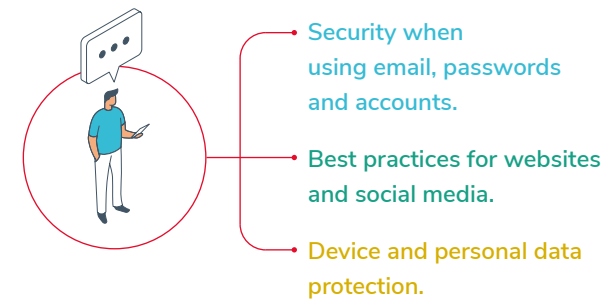 Security when
using email, passwords
and accounts.
Best practices for websites
and social media.
Device and personal data
protection.